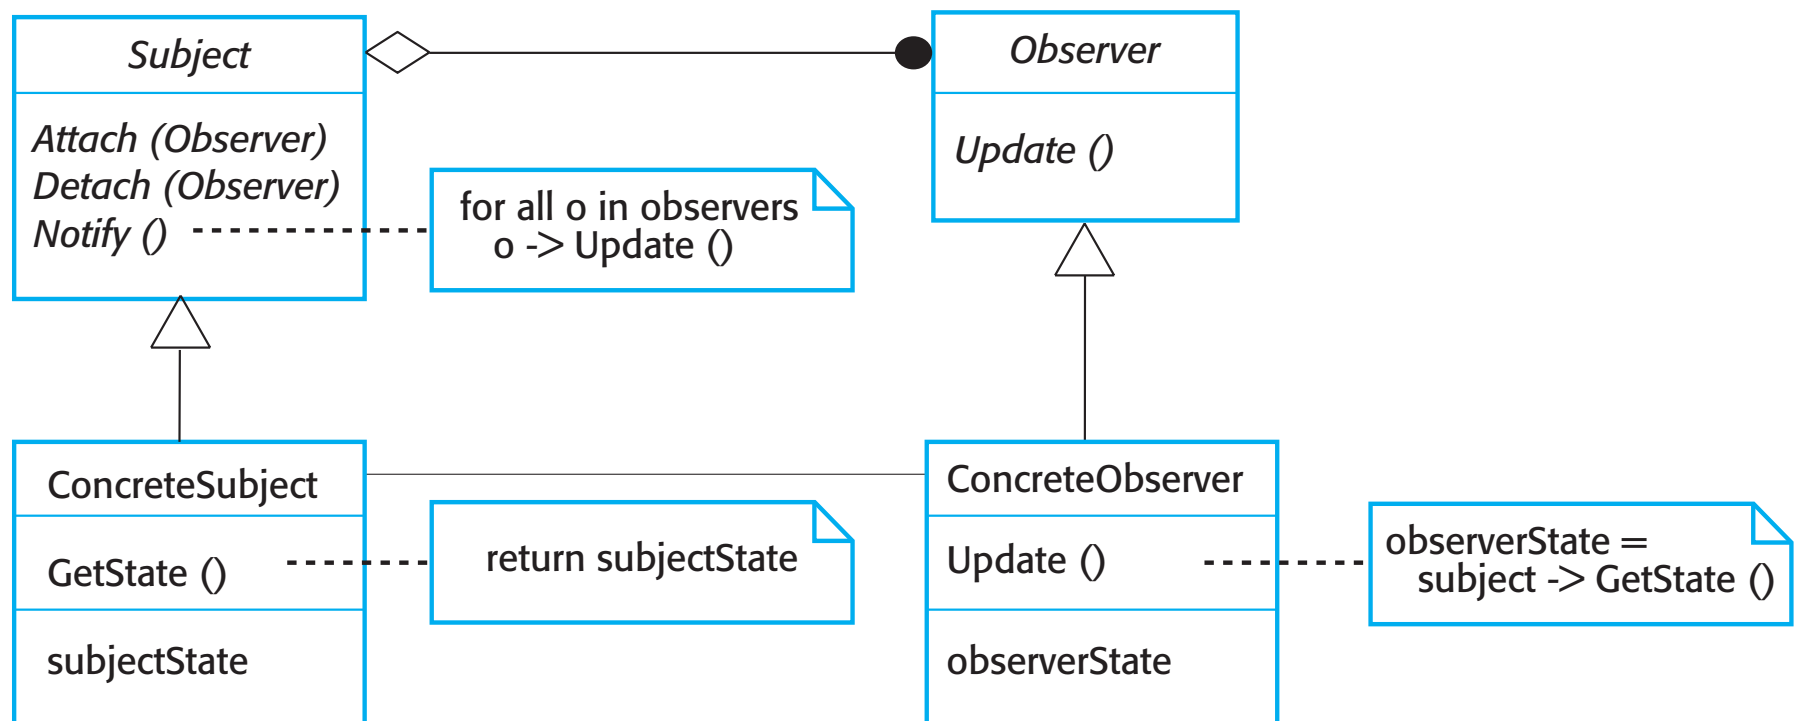 Subject
Attach (Observer)
Detach (Observer)
Notify ()
for all o in observers
o -> Update ()
Observer
Update ()
ConcreteSubject
GetState ()
subjectState
return subjectState
ConcreteObserver
Update ()
observerState
observerState =
subject -> GetState ()